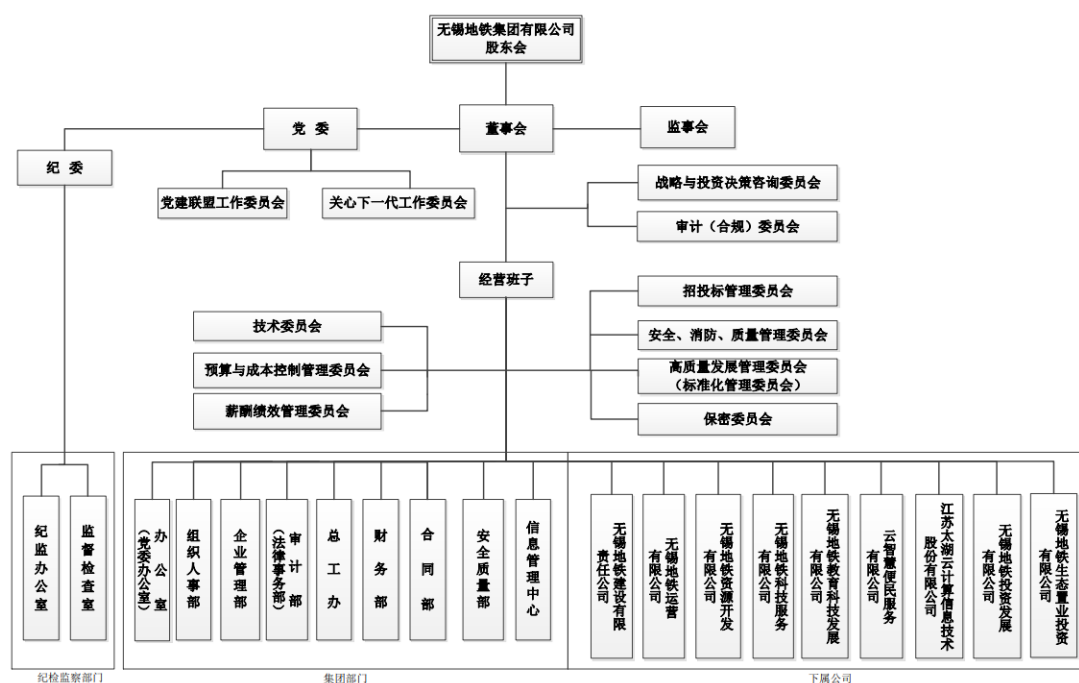 无锡地铁集团有限公司
股东会
党 委
董事会
监事会
纪 委
党建联盟工作委员会
关心下一代工作委员会
战略与投资决策咨询委员会
审计（合规）委员会
经营班子
招投标管理委员会
技术委员会
安全、消防、质量管理委员会
预算与成本控制管理委员会
高质量发展管理委员会
（标准化管理委员会）
薪酬绩效管理委员会
保密委员会
纪监办公室
监督检查室
办公室
（党委办公室）
组织人事部
企业管理部
审计部
（法律事务部）
总工办
财务部
合同部
安全质量部
信息管理中心
无锡地铁建设有限
责任公司
无锡地铁运营
有限公司
无锡地铁资源开发
有限公司
无锡地铁科技服务
有限公司
无锡地铁教育科技发展
有限公司
云智慧便民服务
有限公司
江苏太湖云计算信息技术
股份有限公司
无锡地铁投资发展
有限公司
无锡地铁生态置业投资
有限公司
纪检监察部门
集团部门
下属公司